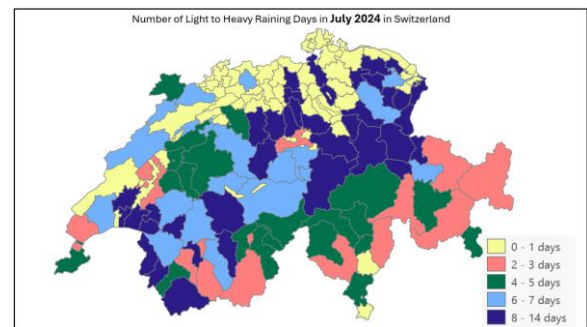 Number of Light to Heavy Raining Days in July 2024 in Switzerland
0 - 1 days
2 - 3 days
4 - 5 days
6 - 7 days
8 - 14 days